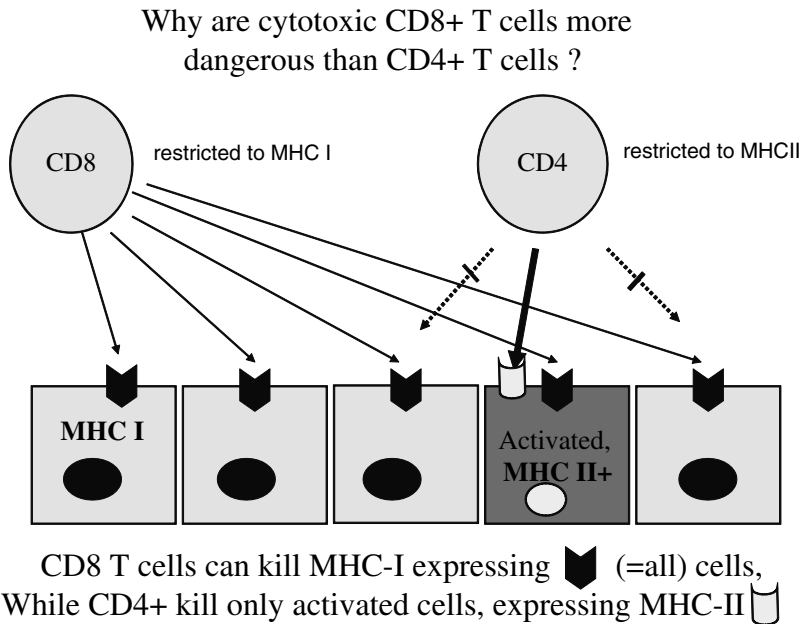 Why are cytotoxic CD8+ T cells more
dangerous than CD4+ T cells ?
CD8
restricted to MHC I
CD4
restricted to MHCII
MHC I
Activated,
MHC II+
CD8 T cells can kill MHC-I expressing (=all) cells,
While CD4+ kill only activated cells, expressing MHC-II